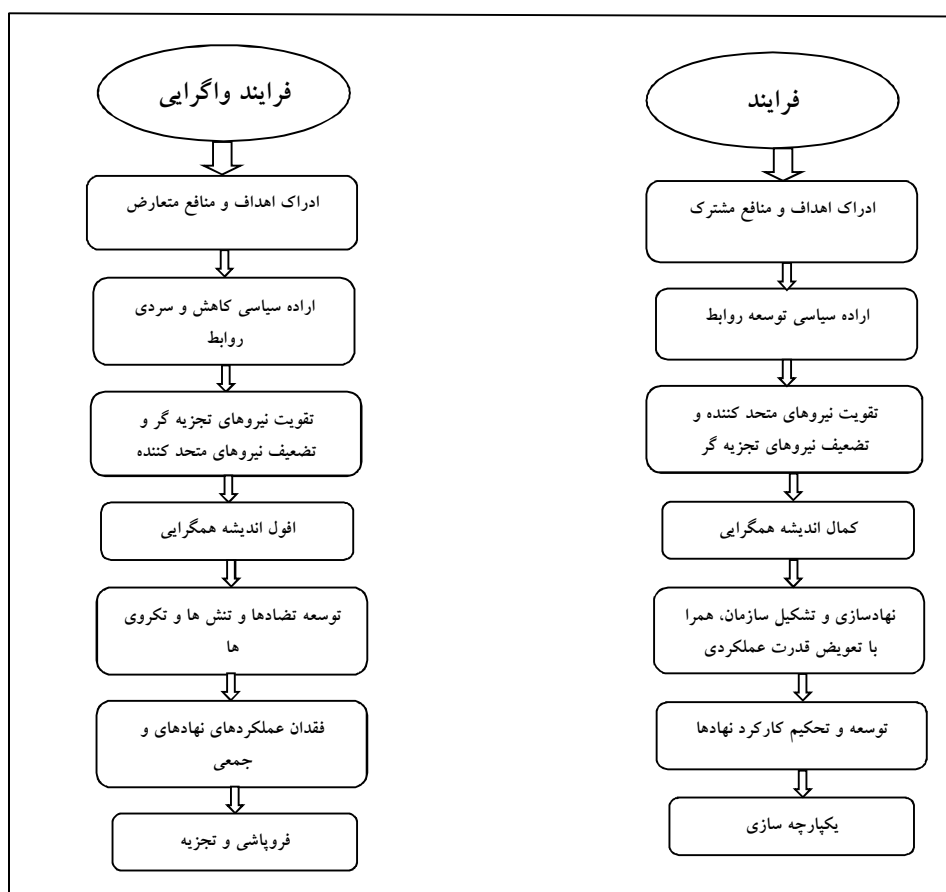 فرایند
ادراک اهداف و منافع مشترک
اراده سیاسی توسعه روابط
تقویت نیروهای متحد کننده و
تضعیف نیروهای تجزیه گر
کمال اندیشه همگرایی
نهادسازی و تشکیل سازمان، همرا
با تعویض قدرت عملکردی
توسعه و تحکیم کارکرد نهادها
یکپارچه سازی
فرایند واگرایی
ادراک اهداف و منافع متعارض
اراده سیاسی کاهش و سردی
روابط
تقویت نیروهای تجزیه گر و
تضعیف نیروهای متحد کننده
افول اندیشه همگرایی
توسعه تضادها و تنش ها و تکروی
ها
فقدان عملکردهای نهادهای و
جمعی
فروپاشی و تجزیه